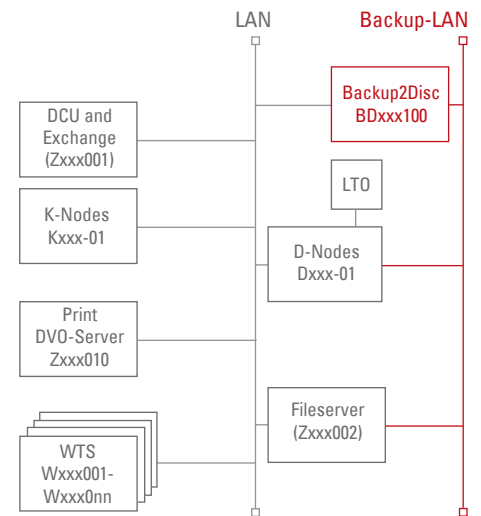 LAN
Backup-LAN
Backup2Disc
BDxxx100
DCU and
Exchange
(Zxxx001)
LTO
K-Nodes
Kxxx-01
D-Nodes
Dxxx-01
Print
DVO-Server
Zxxx010
Fileserver
(Zxxx002)
WTS
Wxxx001-
Wxxx0nn